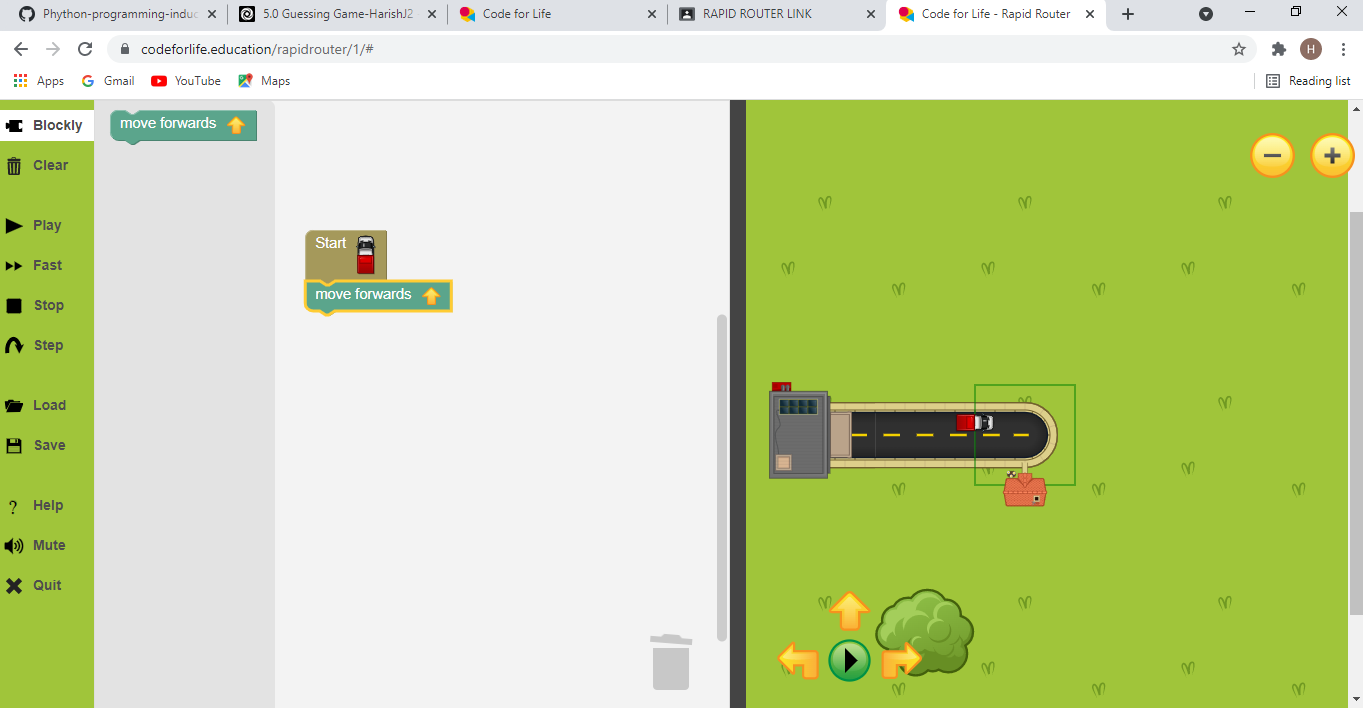 Phython-programming-induc
5.0 Guessing Game-HarishJ2
Code for Life
RAPID ROUTER LINK
Code for Life - Rapid Router
codeforlife.education/rapidrouter/1/#
H
Apps
Gmail
YouTube
Maps
Reading list
Blockly
Clear
Play
Fast
Stop
Step
Load
Save
Help
Mute
Quit
move forwards
Start
move forwards